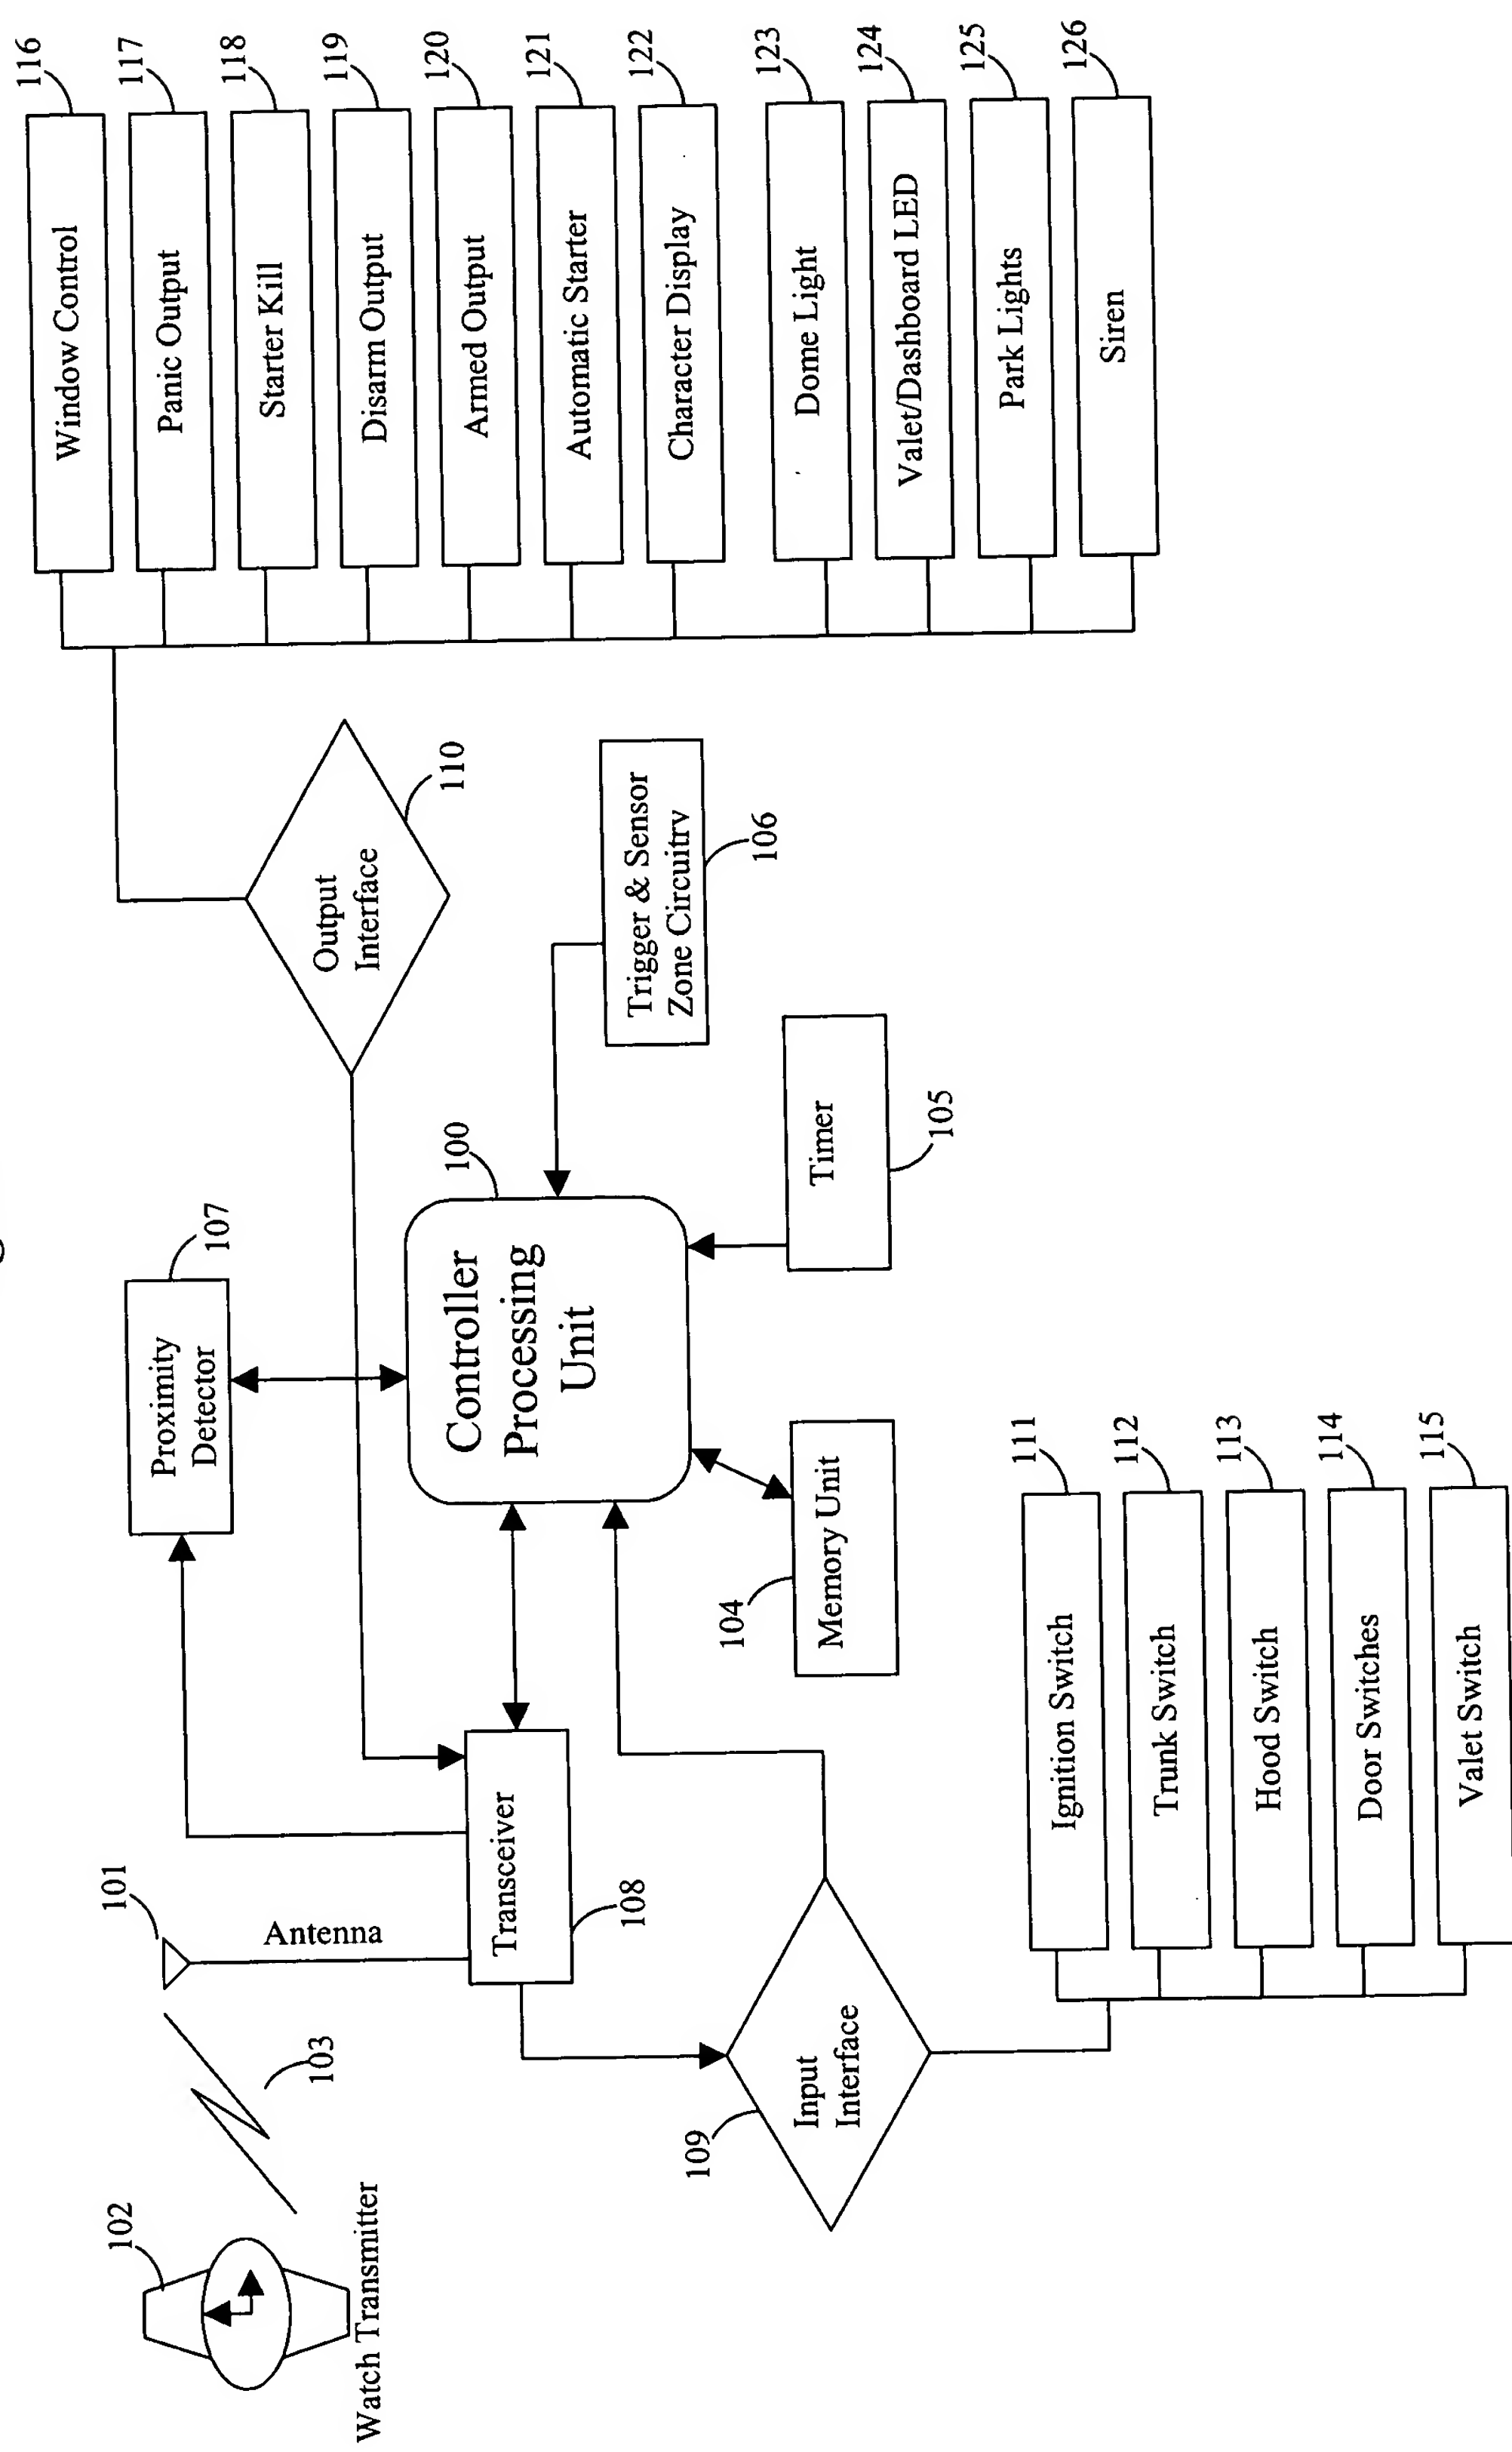 102
Watch Transmitter
103
101
Antenna
107
Proximity
Detector
Transceiver
108
100
Controller
Processing
Unit
110
Output
Interface
Trigger & Sensor
Zone Circuitry
106
Timer
105
104
Memory Unit
109
Input
Interface
Ignition Switch
111
Trunk Switch
112
Hood Switch
113
Door Switches
114
Valet Switch
115
Window Control
116
Panic Output
117
Starter Kill
118
Disarm Output
119
Armed Output
120
Automatic Starter
121
Character Display
122
Dome Light
123
Valet/Dashboard LED
124
Park Lights
125
Siren
126